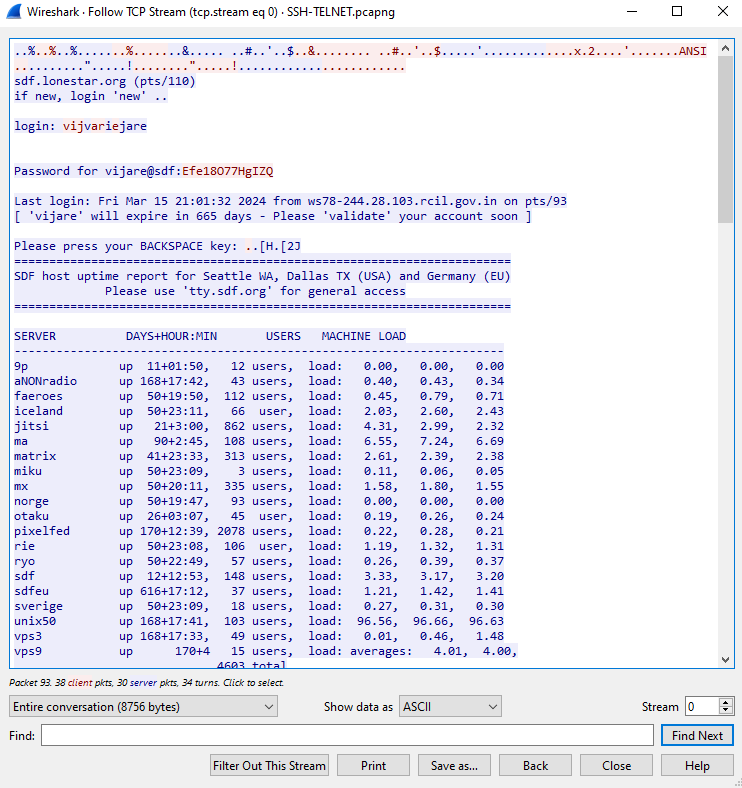 Wireshark · Follow TCP Stream (tcp.stream eq 0) · SSH-TELNET.pcapng
..%..%..%.......%.......&..... ..#..'..$..&........ ..#..'..$.....'.............x.2....'.......ANSI
..........".....!........".....!........................
sdf.lonestar.org (pts/110)
if new, login 'new' ..
login: vijvariejare
Password for vijare@sdf:Efe18O77HgIZQ
Last login: Fri Mar 15 21:01:32 2024 from ws78-244.28.103.rcil.gov.in on pts/93
[ 'vijare' will expire in 665 days - Please 'validate' your account soon ]
Please press your BACKSPACE key: ..[H.[2J
=======================================================================
SDF host uptime report for Seattle WA, Dallas TX (USA) and Germany (EU)
Please use 'tty.sdf.org' for general access
=======================================================================
SERVER DAYS+HOUR:MIN USERS MACHINE LOAD
----------------------------------------------------------------------
9p up 11+01:50, 12 users, load: 0.00, 0.00, 0.00
aNONradio up 168+17:42, 43 users, load: 0.40, 0.43, 0.34
faeroes up 50+19:50, 112 users, load: 0.45, 0.79, 0.71
iceland up 50+23:11, 66 user, load: 2.03, 2.60, 2.43
jitsi up 21+3:00, 862 users, load: 4.31, 2.99, 2.32
ma up 90+2:45, 108 users, load: 6.55, 7.24, 6.69
matrix up 41+23:33, 313 users, load: 2.61, 2.39, 2.38
miku up 50+23:09, 3 users, load: 0.11, 0.06, 0.05
mx up 50+20:11, 335 users, load: 1.58, 1.80, 1.55
norge up 50+19:47, 93 users, load: 0.00, 0.00, 0.00
otaku up 26+03:07, 45 user, load: 0.19, 0.26, 0.24
pixelfed up 170+12:39, 2078 users, load: 0.22, 0.28, 0.21
rie up 50+23:08, 106 user, load: 1.19, 1.32, 1.31
ryo up 50+22:49, 57 users, load: 0.26, 0.39, 0.37
sdf up 12+12:53, 148 users, load: 3.33, 3.17, 3.20
sdfeu up 616+17:12, 37 users, load: 1.21, 1.42, 1.41
sverige up 50+23:09, 18 users, load: 0.27, 0.31, 0.30
unix50 up 168+17:41, 103 users, load: 96.56, 96.66, 96.63
vps3 up 168+17:33, 49 users, load: 0.01, 0.46, 1.48
vps9 up 170+4 15 users, load: averages: 4.01, 4.00,
4603 total
Packet 93. 38 client pkts, 30 server pkts, 34 turns. Click to select.
Entire conversation (8756 bytes) Show data as ASCII Stream 0
Find: Find Next
Filter Out This Stream Print Save as... Back Close Help